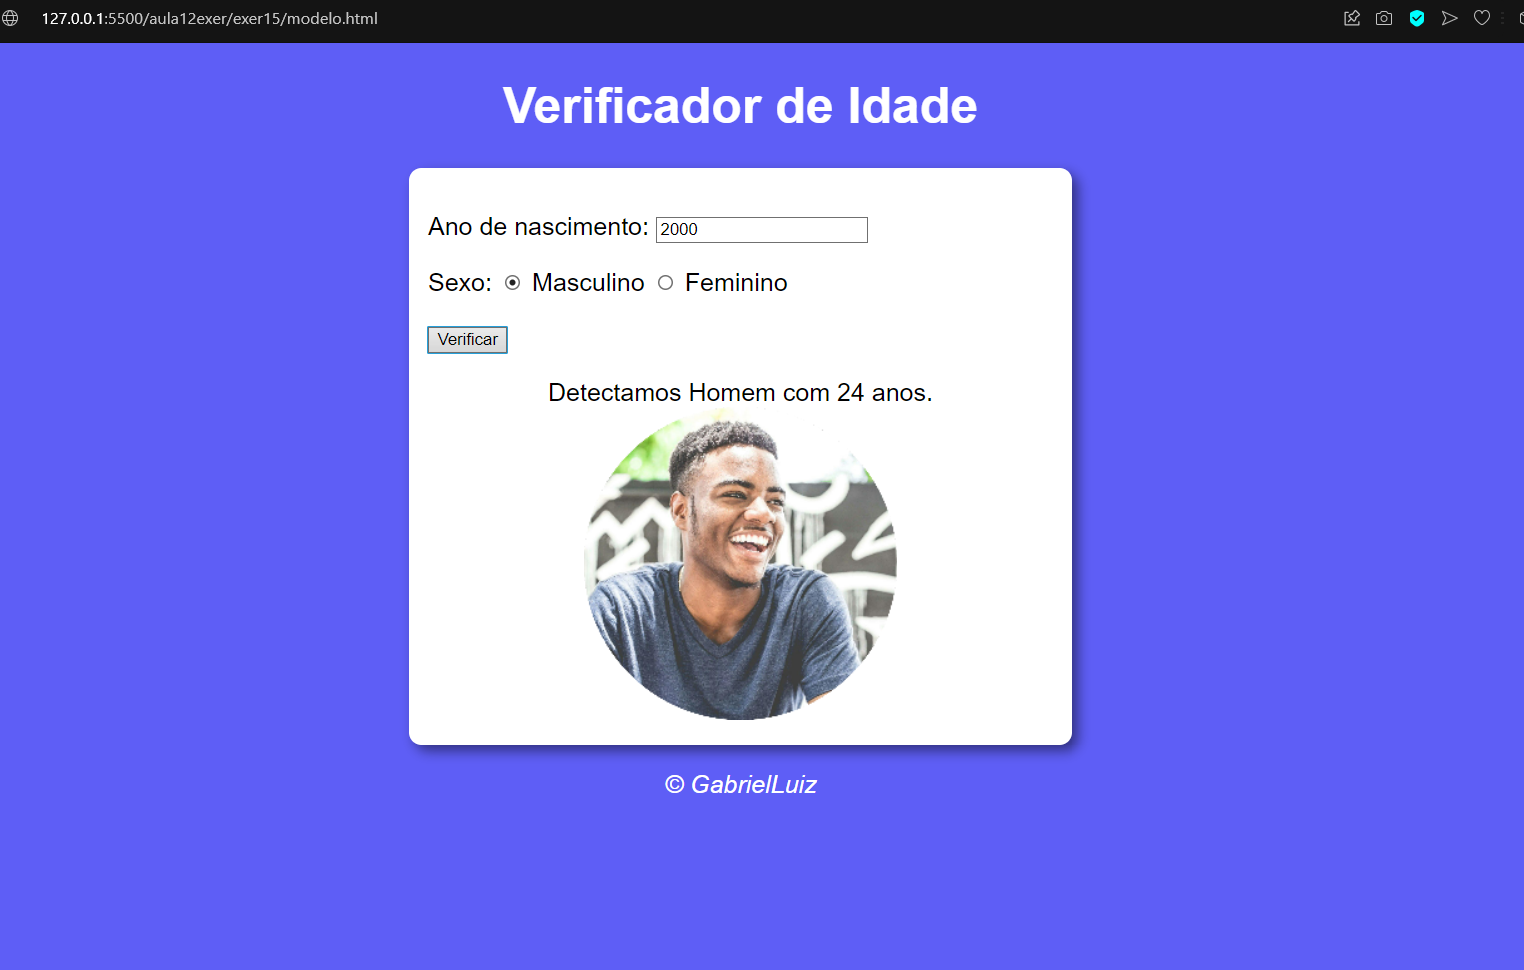 127.0.0.1:5500/aula12exer/exer15/modelo.html
Verificador de Idade
Ano de nascimento: 2000
Sexo: Masculino Feminino
Verificar
Detectamos Homem com 24 anos.
© GabrielLuiz